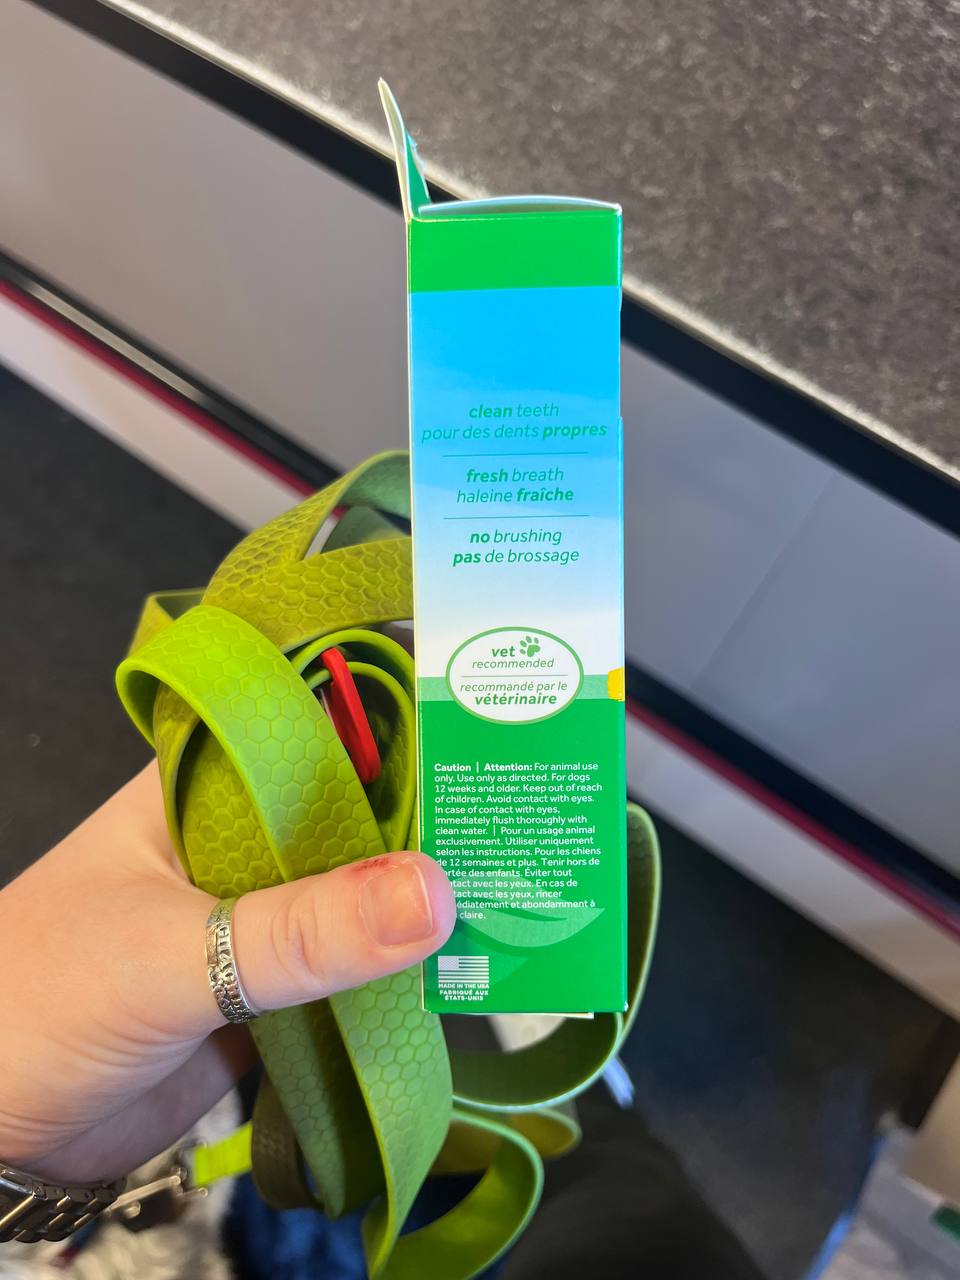 clean teeth
pour des dents propres
fresh breath
haleine fraîche
no brushing
pas de brossage
vet
recommended
recommandé par le
vétérinaire
Caution | Attention: For animal use
only. Use only as directed. For dogs
12 weeks and older. Keep out of reach
of children. Avoid contact with eyes.
In case of contact with eyes,
immediately flush thoroughly with
clean water. | Pour un usage animal
exclusivement. Utiliser uniquement
selon les instructions. Pour les chiens
de 12 semaines et plus. Tenir hors de
des enfants. Éviter tout
avec les yeux. En cas de
avec les yeux, rincer
et abondamment à
claire.
MADE IN THE USA
FABRIQUÉ AUX
ÉTATS-UNIS